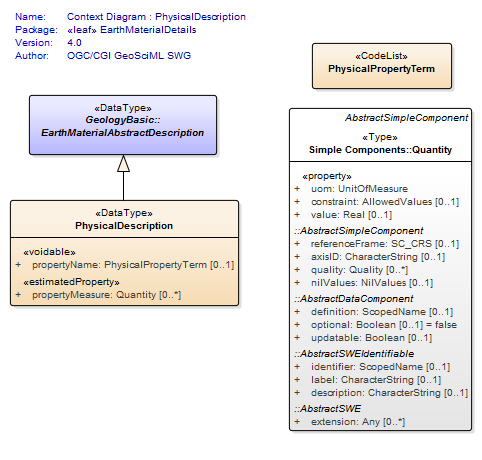 Name: Context Diagram : PhysicalDescription
Package: «leaf» EarthMaterialDetails
Version: 4.0
Author: OGC/CGI GeoSciML SWG
«CodeList»
PhysicalPropertyTerm
«DataType»
GeologyBasic::
EarthMaterialAbstractDescription
«DataType»
PhysicalDescription
«voidable»
+ propertyName: PhysicalPropertyTerm [0..1]
«estimatedProperty»
+ propertyMeasure: Quantity [0..*]
AbstractSimpleComponent
«Type»
Simple Components::Quantity
«property»
+ uom: UnitOfMeasure
+ constraint: AllowedValues [0..1]
+ value: Real [0..1]
::AbstractSimpleComponent
+ referenceFrame: SC_CRS [0..1]
+ axisID: CharacterString [0..1]
+ quality: Quality [0..*]
+ nilValues: NilValues [0..1]
::AbstractDataComponent
+ definition: ScopedName [0..1]
+ optional: Boolean [0..1] = false
+ updatable: Boolean [0..1]
::AbstractSWEIdentifiable
+ identifier: ScopedName [0..1]
+ label: CharacterString [0..1]
+ description: CharacterString [0..1]
::AbstractSWE
+ extension: Any [0..*]